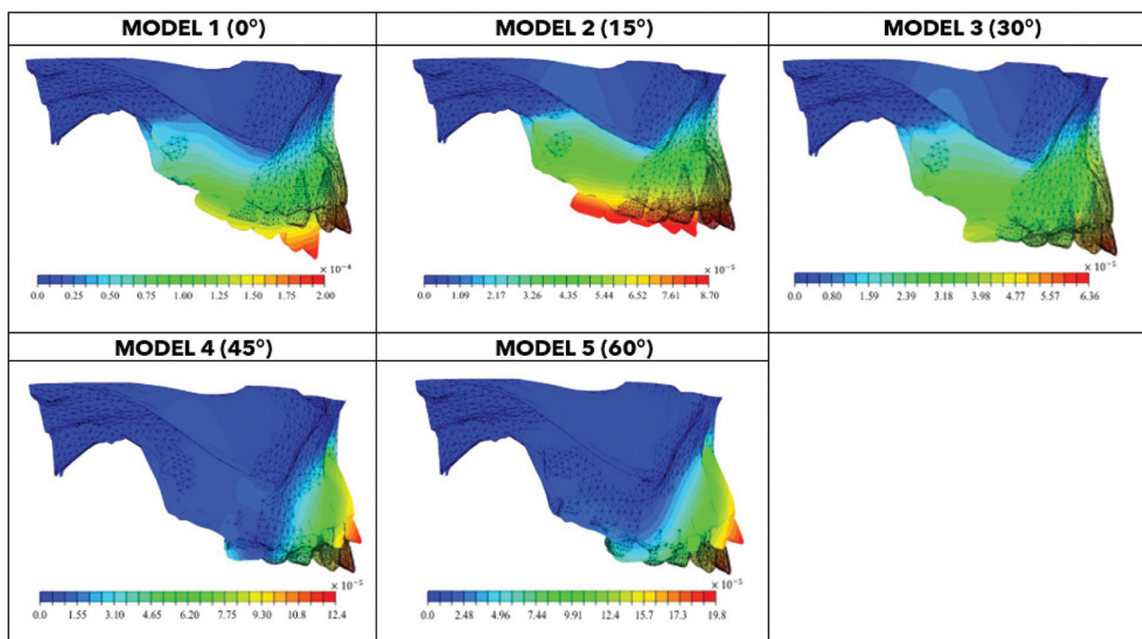 MODEL 1 (0°)
MODEL 2 (15°)
MODEL 3 (30°)
× 10⁻⁴
0.0 0.25 0.50 0.75 1.00 1.25 1.50 1.75 2.00
× 10⁻⁵
0.0 1.09 2.17 3.26 4.35 5.44 6.52 7.61 8.70
× 10⁻⁵
0.0 0.80 1.59 2.39 3.18 3.98 4.77 5.57 6.36
MODEL 4 (45°)
MODEL 5 (60°)
× 10⁻⁵
0.0 1.55 3.10 4.65 6.20 7.75 9.30 10.8 12.4
× 10⁻⁵
0.0 2.48 4.96 7.44 9.91 12.4 15.7 17.3 19.8